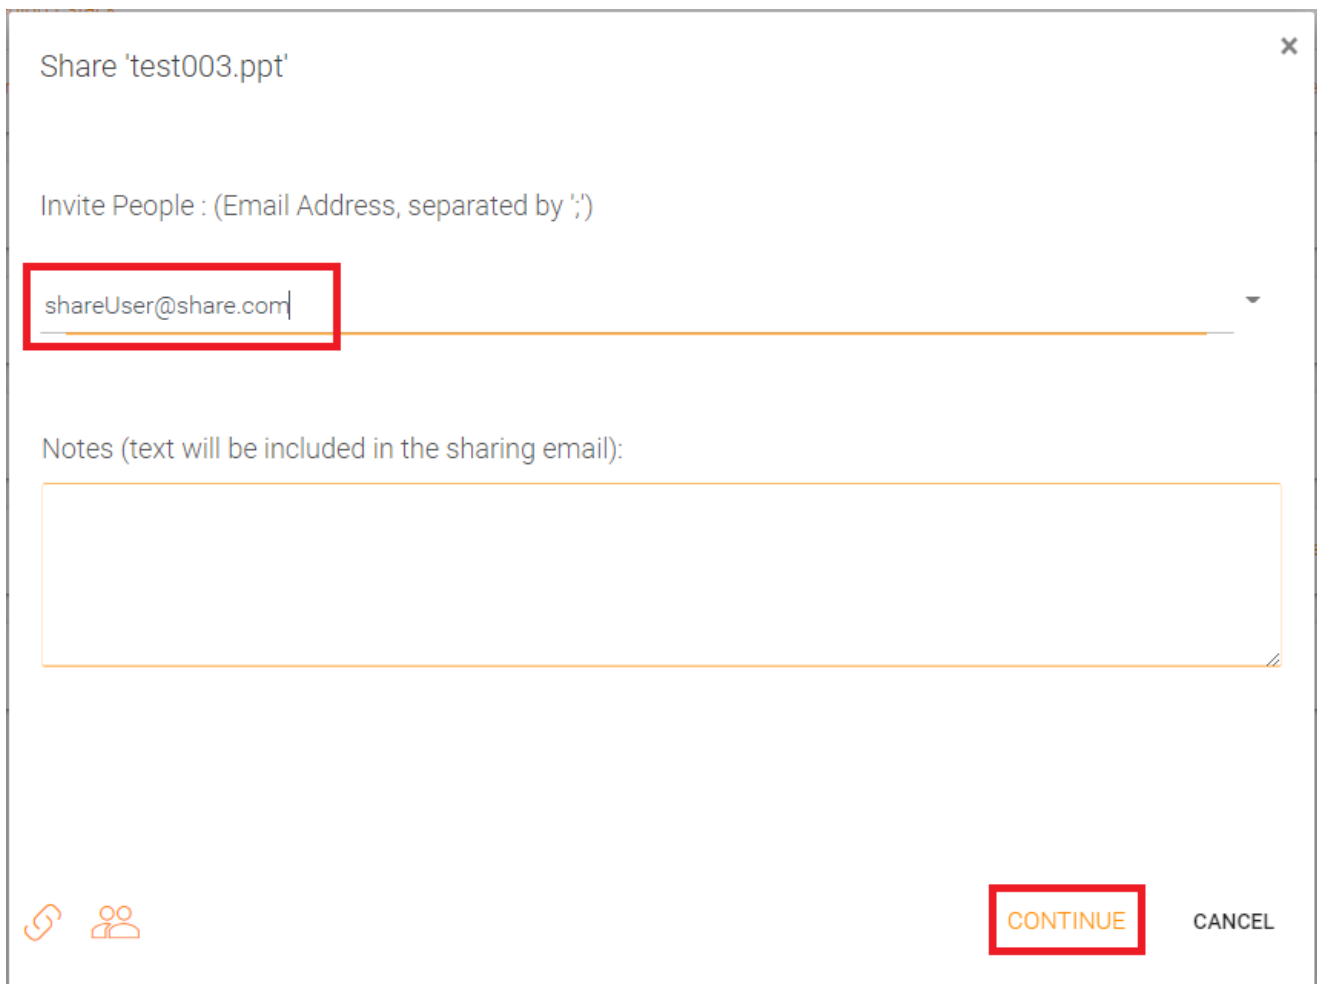 Share 'test003.ppt'
×
Invite People : (Email Address, separated by ';')
shareUser@share.com
Notes (text will be included in the sharing email):
CONTINUE CANCEL